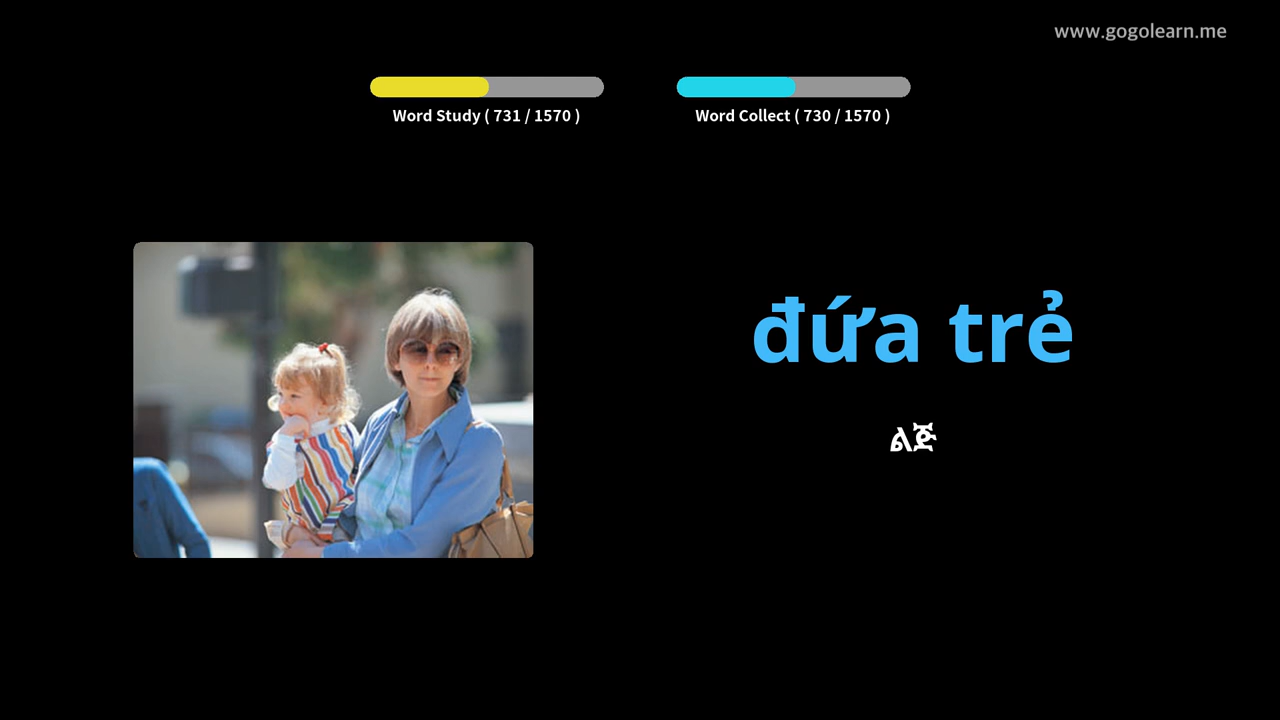 www.gogolearn.me
Word Study ( 731 / 1570 )
Word Collect ( 730 / 1570 )
đứa trẻ
ልጅ